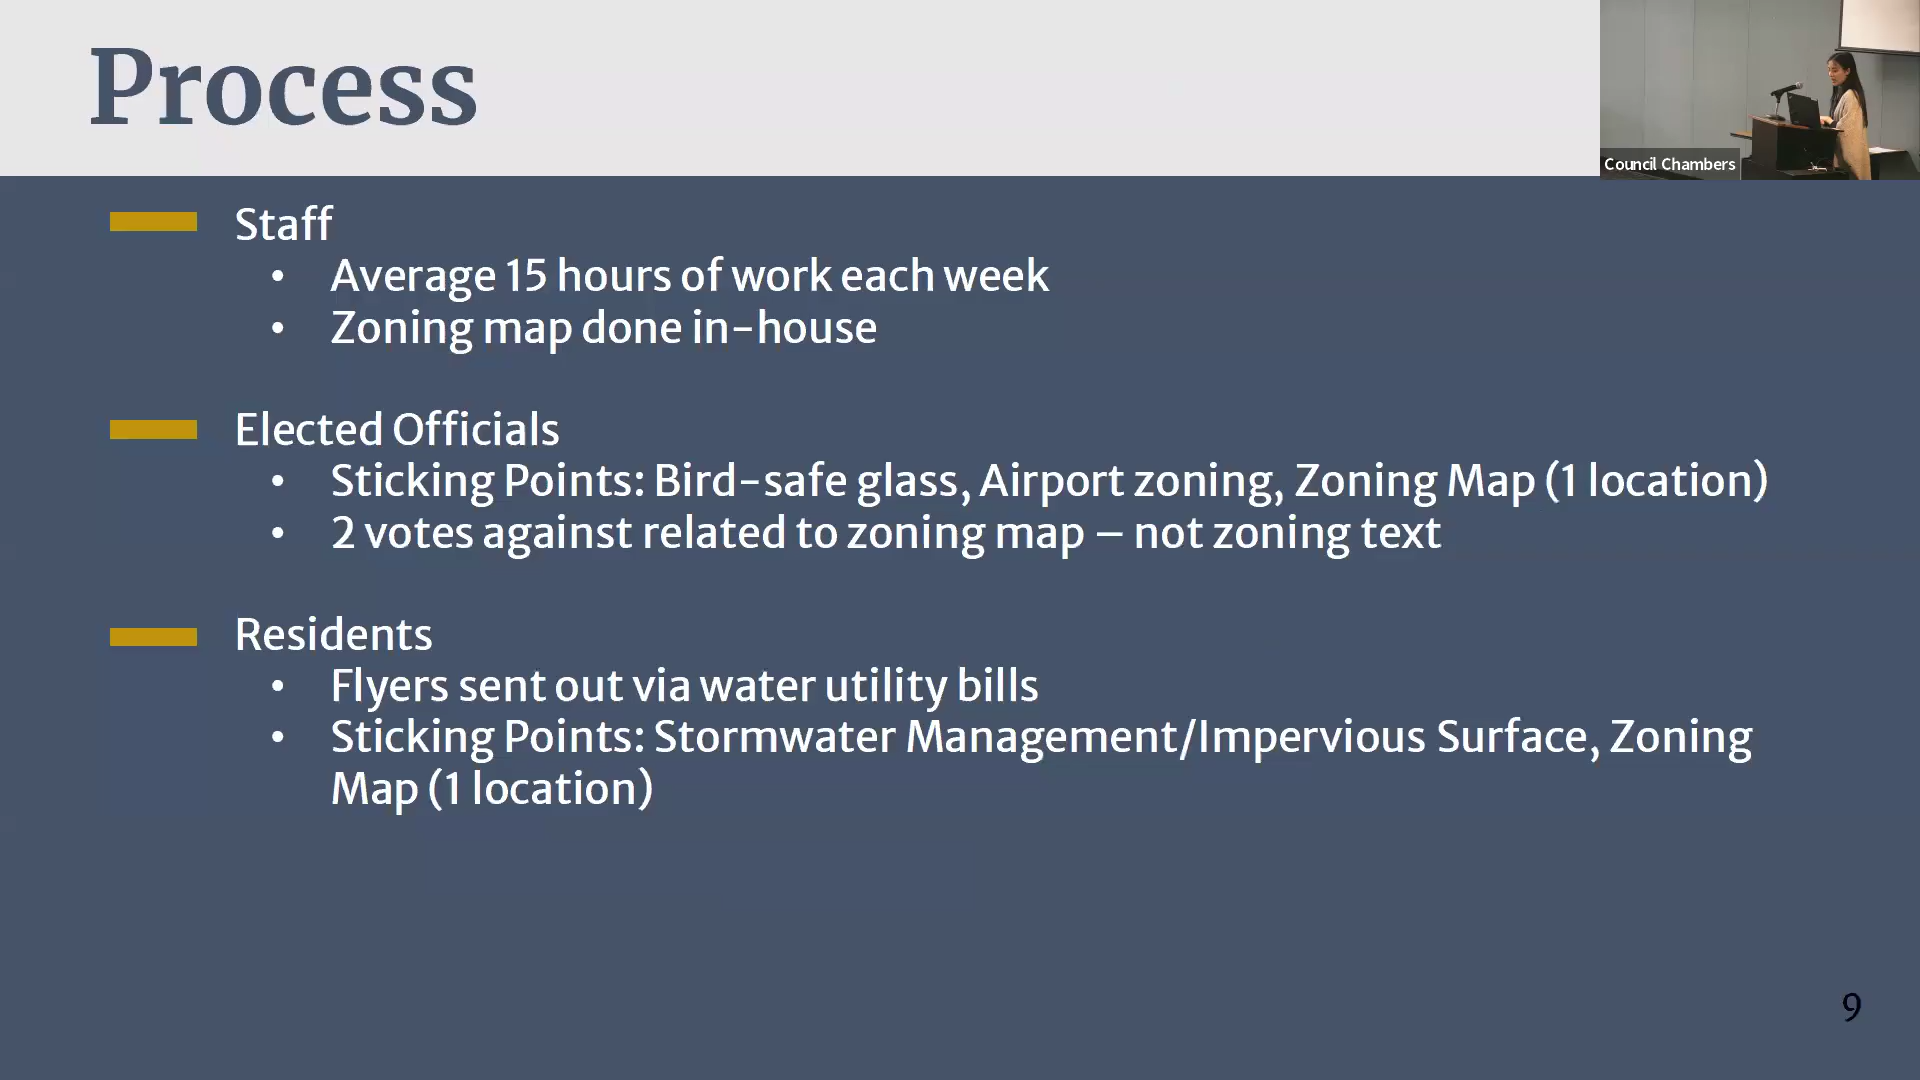 Process
Council Chambers
Staff
• Average 15 hours of work each week
• Zoning map done in-house
Elected Officials
• Sticking Points: Bird-safe glass, Airport zoning, Zoning Map (1 location)
• 2 votes against related to zoning map – not zoning text
Residents
• Flyers sent out via water utility bills
• Sticking Points: Stormwater Management/Impervious Surface, Zoning
Map (1 location)
9